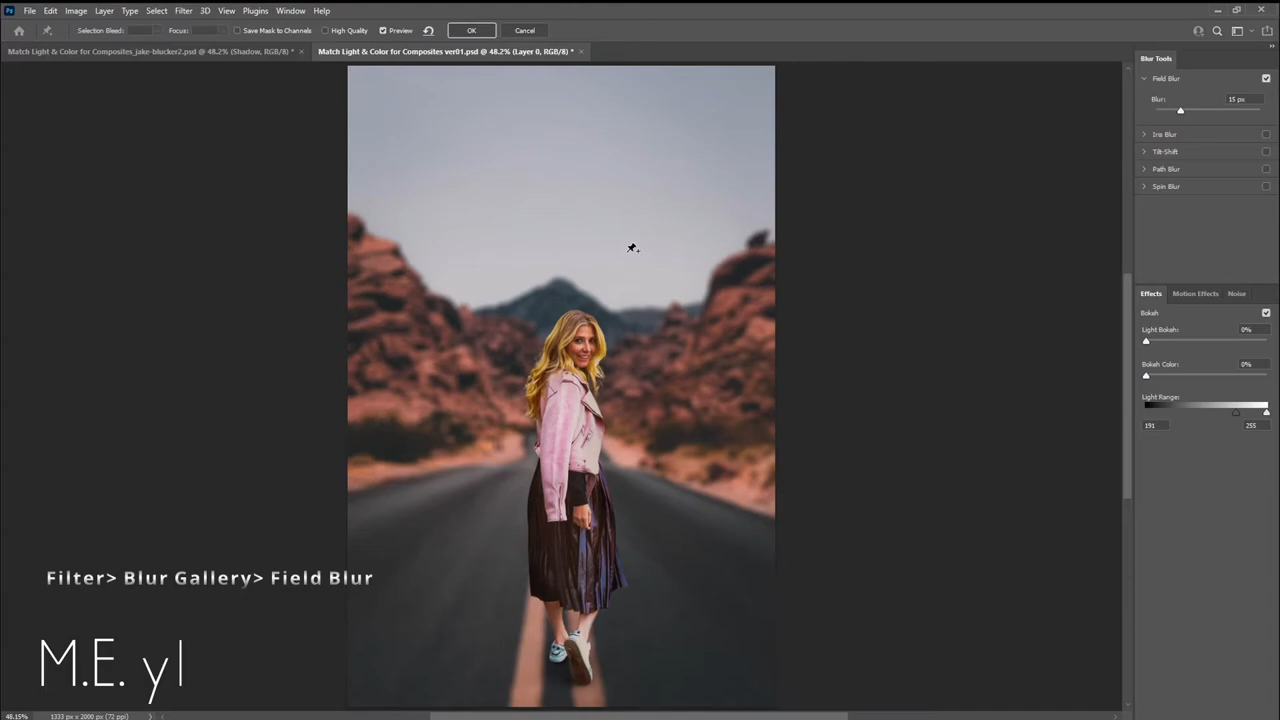 Ps File Edit Image Layer Type Select Filter 3D View Plugins Window Help
Selection Bleed: Focus: Save Mask to Channels High Quality Preview OK Cancel
Match Light & Color for Composites_jake-blucker2.psd @ 48.2% (Shadow, RGB/8) * × Match Light & Color for Composites ver01.psd @ 48.2% (Layer 0, RGB/8) * ×
Blur Tools
Field Blur
Blur: 15 px
Iris Blur
Tilt-Shift
Path Blur
Spin Blur
Effects Motion Effects Noise
Bokeh
Light Bokeh: 0%
Bokeh Color: 0%
Light Range:
191 255
Filter> Blur Gallery> Field Blur
M.E. yl
48.15% 1333 px x 2000 px (72 ppi)